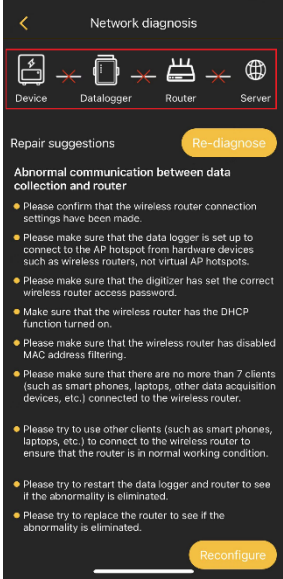 Network diagnosis
Device Datalogger Router Server
Repair suggestions Re-diagnose
Abnormal communication between data
collection and router
Please confirm that the wireless router connection
settings have been made.
Please make sure that the data logger is set up to
connect to the AP hotspot from hardware devices
such as wireless routers, not virtual AP hotspots.
Please make sure that the digitizer has set the correct
wireless router access password.
Make sure that the wireless router has the DHCP
function turned on.
Please make sure that the wireless router has disabled
MAC address filtering.
Please make sure that there are no more than 7 clients
(such as smart phones, laptops, other data acquisition
devices, etc.) connected to the wireless router.
Please try to use other clients (such as smart phones,
laptops, etc.) to connect to the wireless router to
ensure that the router is in normal working condition.
Please try to restart the data logger and router to see
if the abnormality is eliminated.
Please try to replace the router to see if the
abnormality is eliminated.
Reconfigure